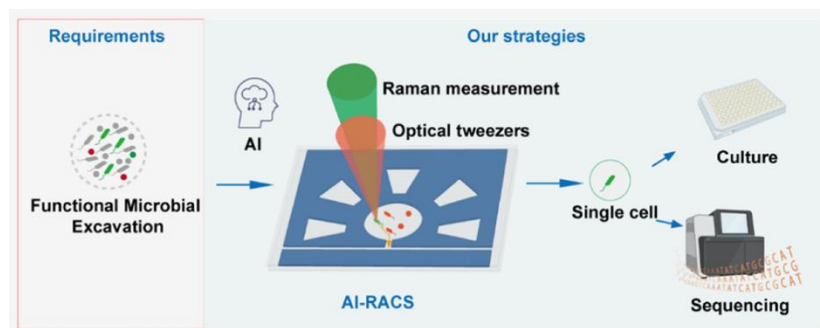 Requirements
Our strategies
Raman measurement
AI
Optical tweezers
Functional Microbial
Excavation
Single cell
Culture
AI-RACS
Sequencing